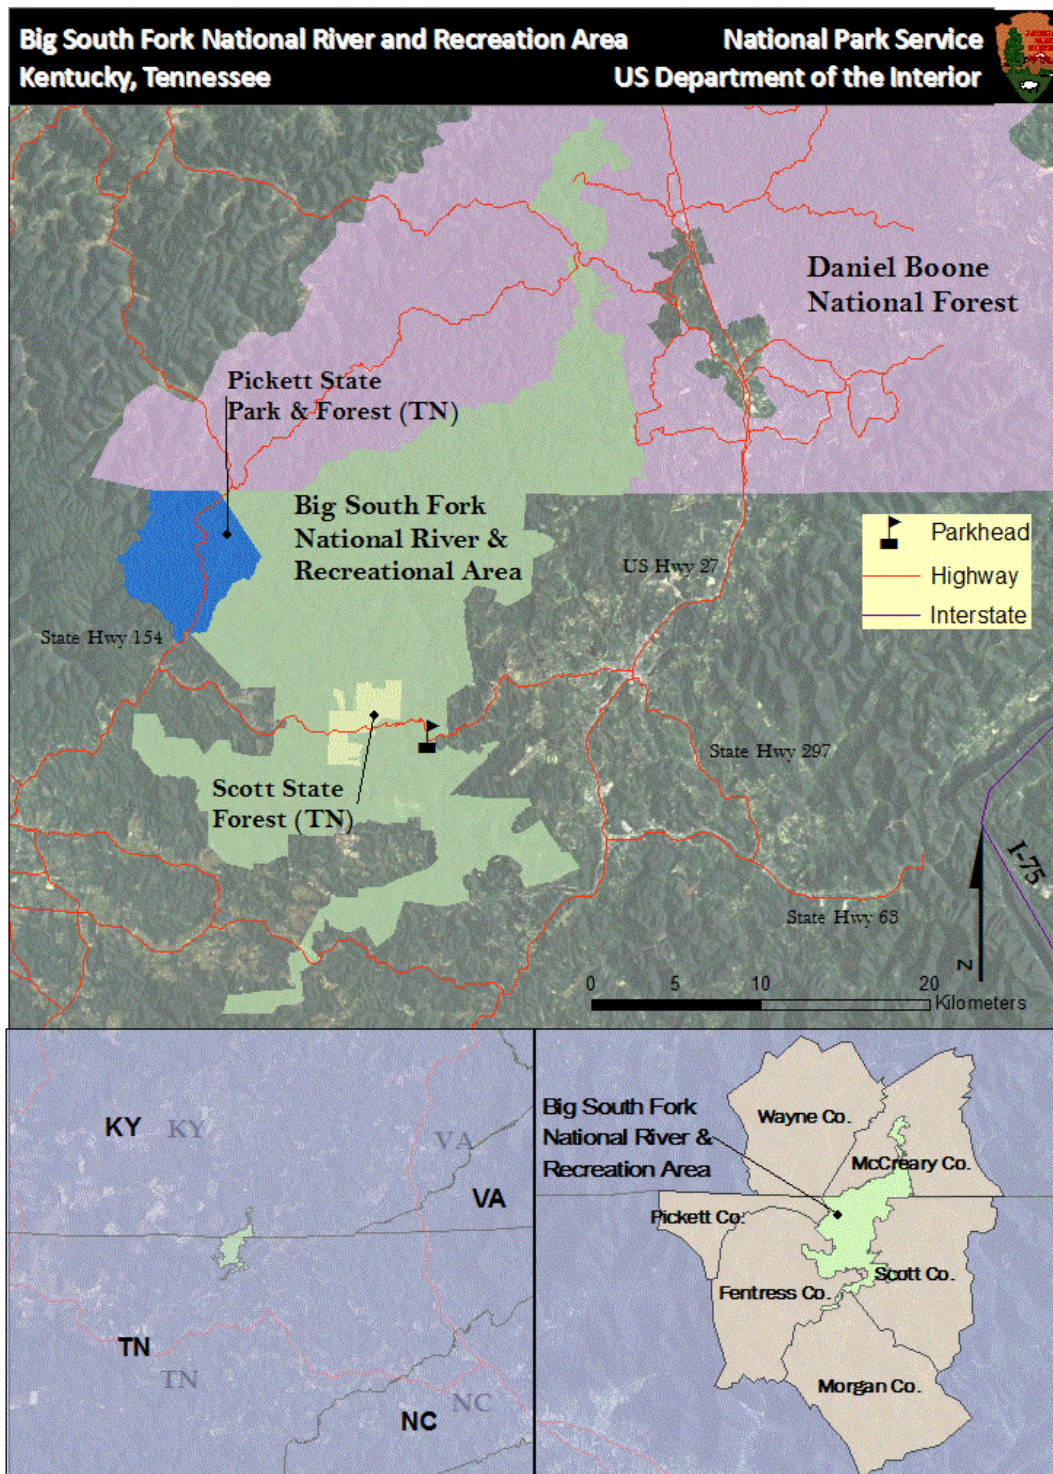 Big South Fork National River and Recreation Area
Kentucky, Tennessee
National Park Service
US Department of the Interior
Daniel Boone
National Forest
Pickett State
Park & Forest (TN)
Big South Fork
National River &
Recreational Area
Parkhead
Highway
Interstate
US Hwy 27
State Hwy 154
State Hwy 297
Scott State
Forest (TN)
I-75
State Hwy 63
Z
0 5 10 20
Kilometers
KY
KY
VA
VA
TN
TN
NC
NC
Big South Fork
National River &
Recreation Area
Wayne Co.
McCreary Co.
Pickett Co.
Scott Co.
Fentress Co.
Morgan Co.